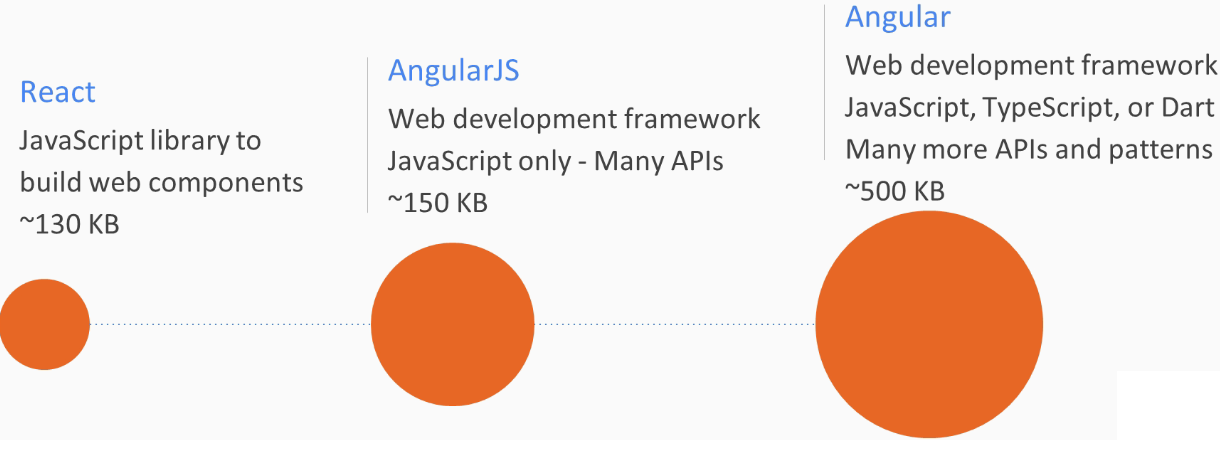 React
JavaScript library to
build web components
~130 KB
AngularJS
Web development framework
JavaScript only - Many APIs
~150 KB
Angular
Web development framework
JavaScript, TypeScript, or Dart
Many more APIs and patterns
~500 KB